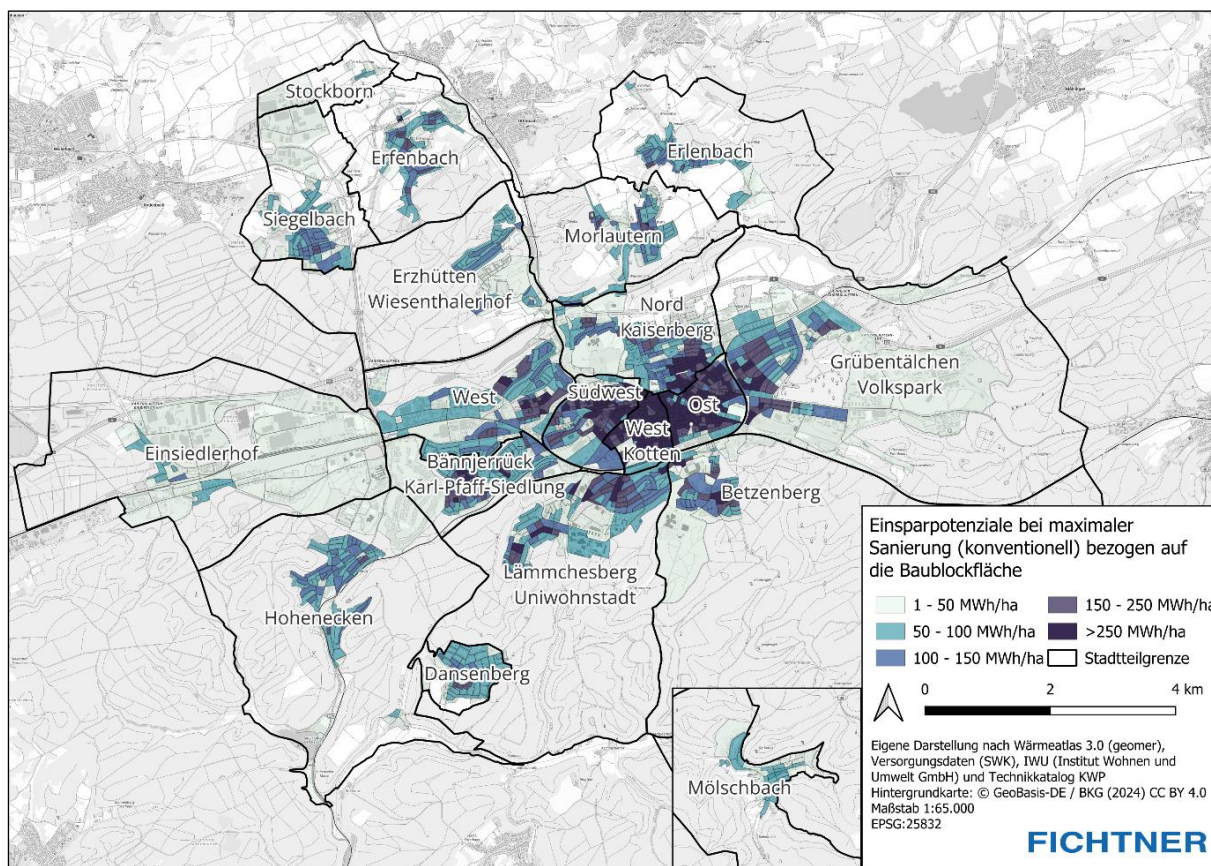 Stockborn
Erfenbach
Erlenbach
Siegelbach
Morlautern
Erzhütten
Wiesenthalerhof
Nord
Kaiserberg
Grübentälchen
Volkspark
West
Südwest
Ost
West
Kotten
Einsiedlerhof
Bännjerrück
Karl-Pfaff-Siedlung
Betzenberg
Lämmchesberg
Uniwohnstadt
Hohenecken
Dansenberg
Mölschbach
Einsparpotenziale bei maximaler
Sanierung (konventionell) bezogen auf
die Baublockfläche
1 - 50 MWh/ha
150 - 250 MWh/ha
50 - 100 MWh/ha
>250 MWh/ha
100 - 150 MWh/ha
Stadtteilgrenze
0 2 4 km
Eigene Darstellung nach Wärmeatlas 3.0 (geomer),
Versorgungsdaten (SWK), IWU (Institut Wohnen und
Umwelt GmbH) und Technikkatalog KWP
Hintergrundkarte: © GeoBasis-DE / BKG (2024) CC BY 4.0
Maßstab 1:65.000
EPSG:25832
FICHTNER